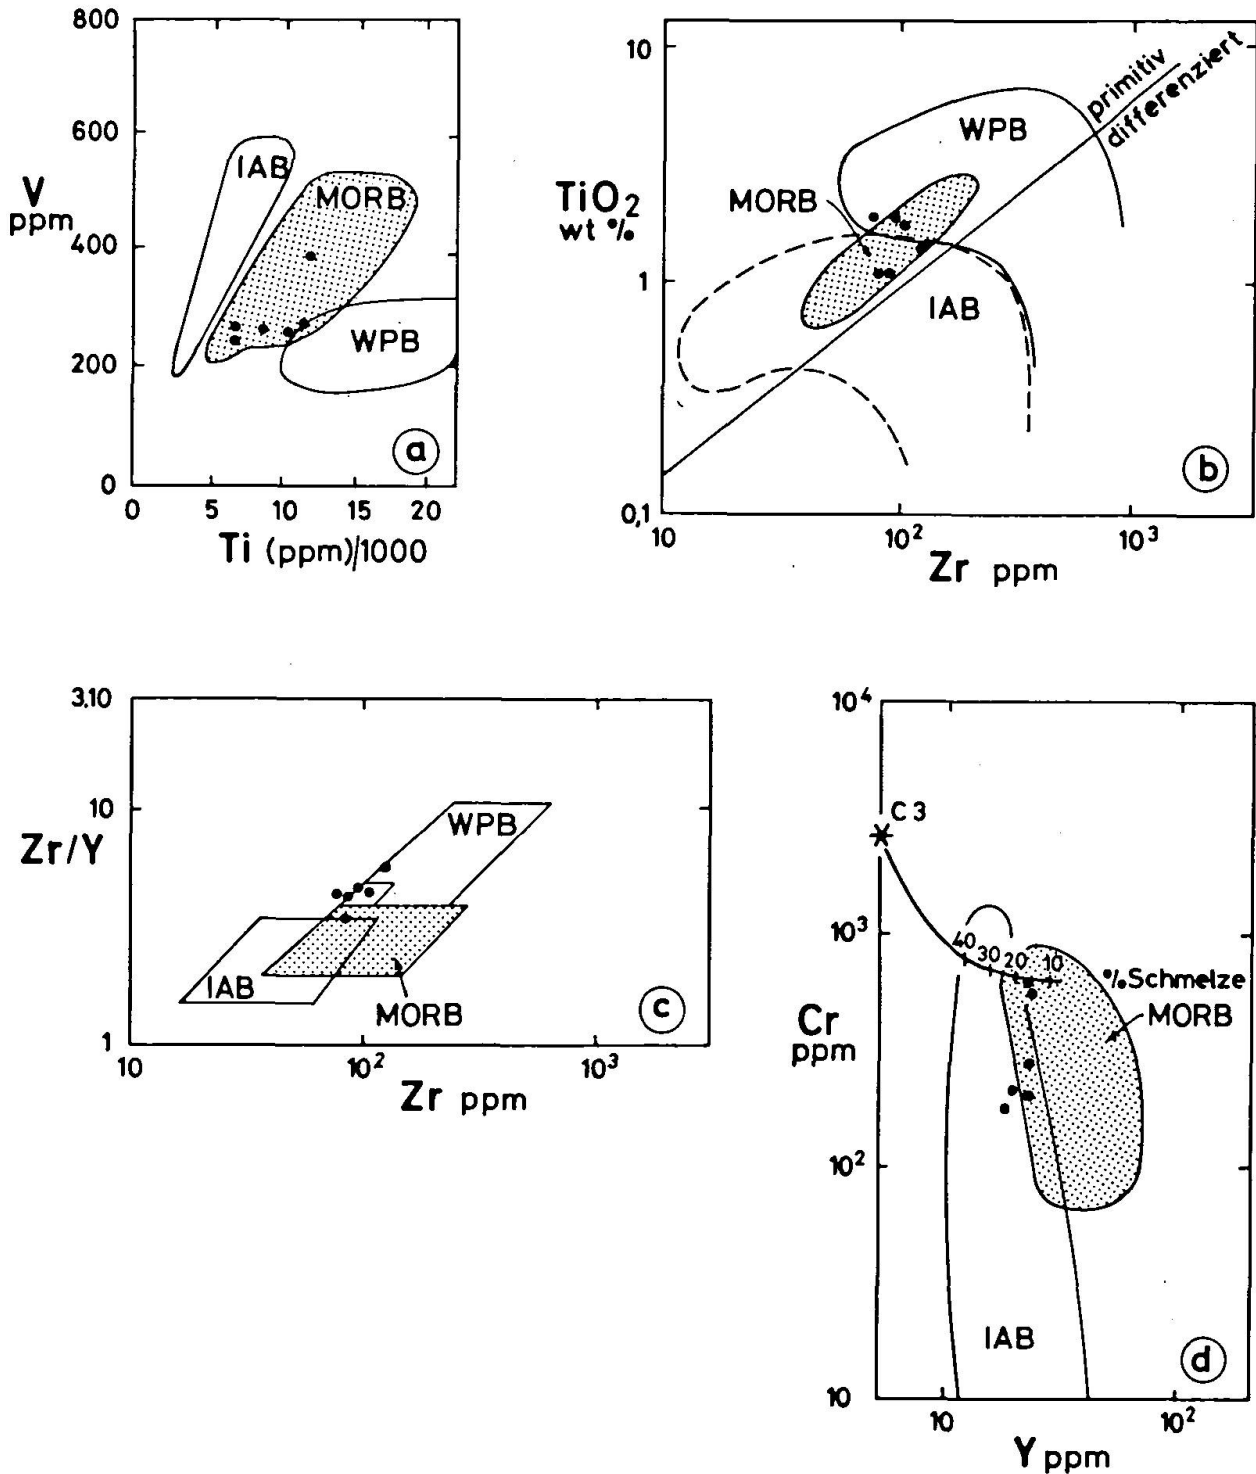 800
600
V
ppm
400
200
0
IAB
MORB
WPB
a
0 5 10 15 20
Ti (ppm)/1000
10
TiO2
wt %
1
0,1
primitiv
differenziert
WPB
MORB
IAB
b
10 10² 10³
Zr ppm
3.10
10
Zr/Y
1
WPB
IAB
MORB
c
10 10² 10³
Zr ppm
10⁴
C 3
10³
40 30 20 10
% Schmelze
MORB
Cr
ppm
10²
IAB
d
10
10 10²
Y ppm